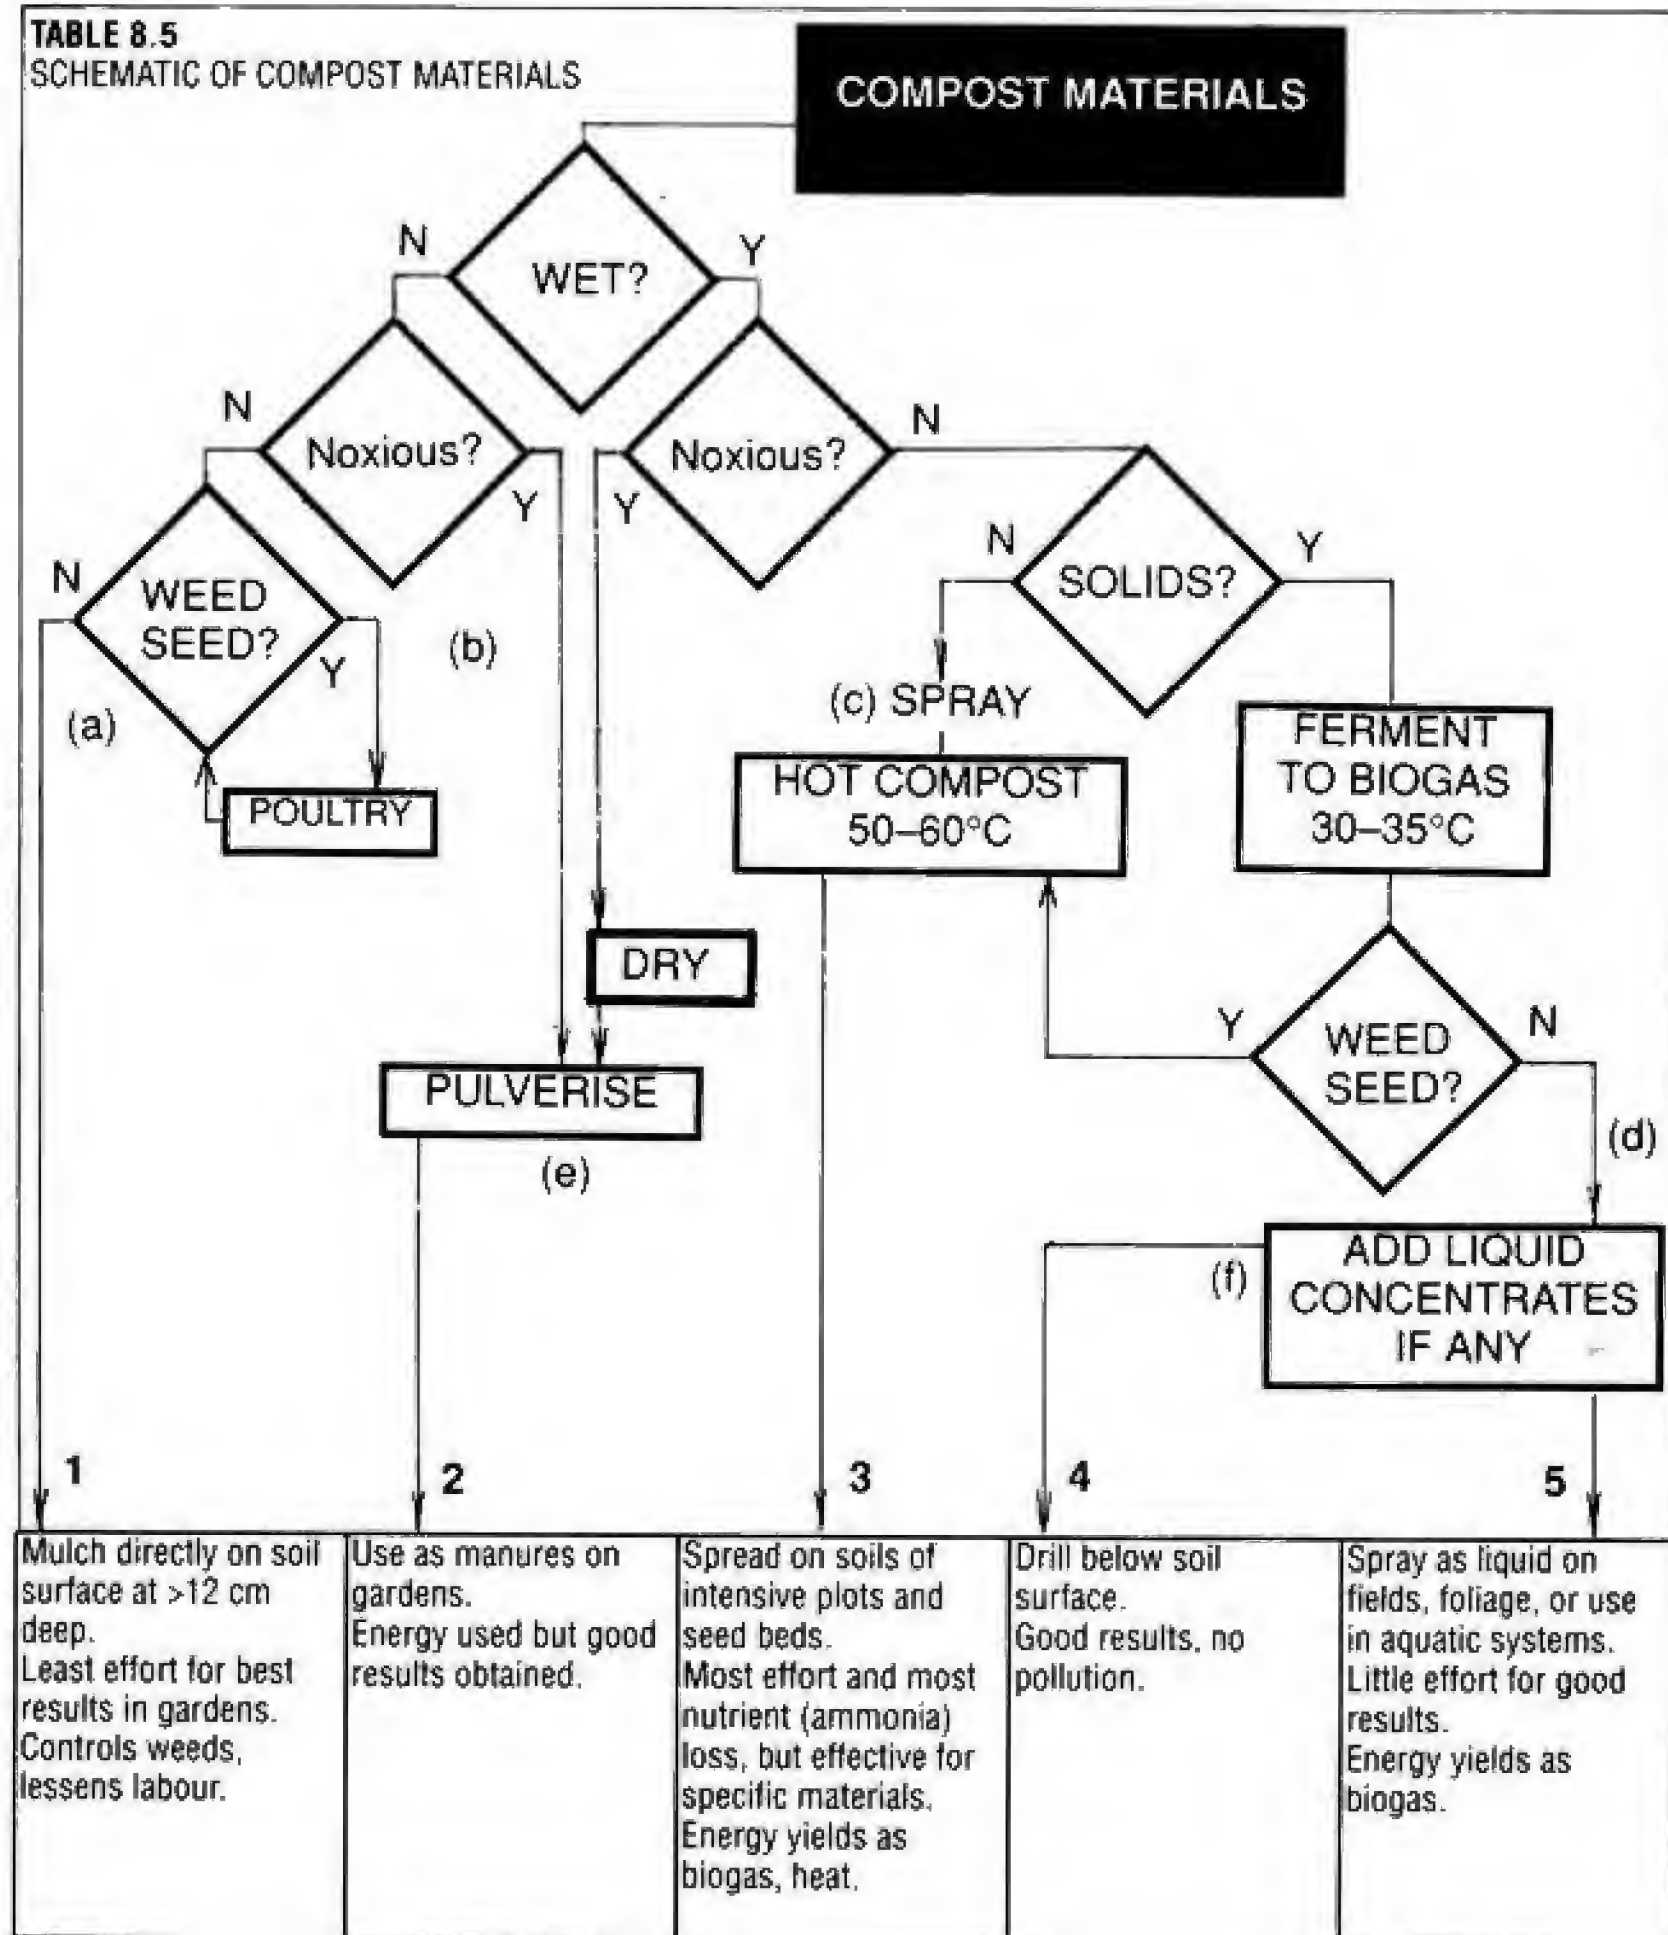 TABLE 8.5
SCHEMATIC OF COMPOST MATERIALS
COMPOST MATERIALS
WET?
N
Y
Noxious?
N
Y
Noxious?
Y
N
WEED
SEED?
N
Y
(a)
(b)
POULTRY
SOLIDS?
N
Y
(c) SPRAY
HOT COMPOST
50–60°C
FERMENT
TO BIOGAS
30–35°C
DRY
PULVERISE
(e)
WEED
SEED?
Y
N
(d)
ADD LIQUID
CONCENTRATES
IF ANY
(f)
1
Mulch directly on soil
surface at >12 cm
deep.
Least effort for best
results in gardens.
Controls weeds,
lessens labour.
2
Use as manures on
gardens.
Energy used but good
results obtained.
3
Spread on soils of
intensive plots and
seed beds.
Most effort and most
nutrient (ammonia)
loss, but effective for
specific materials.
Energy yields as
biogas, heat.
4
Drill below soil
surface.
Good results, no
pollution.
5
Spray as liquid on
fields, foliage, or use
in aquatic systems.
Little effort for good
results.
Energy yields as
biogas.